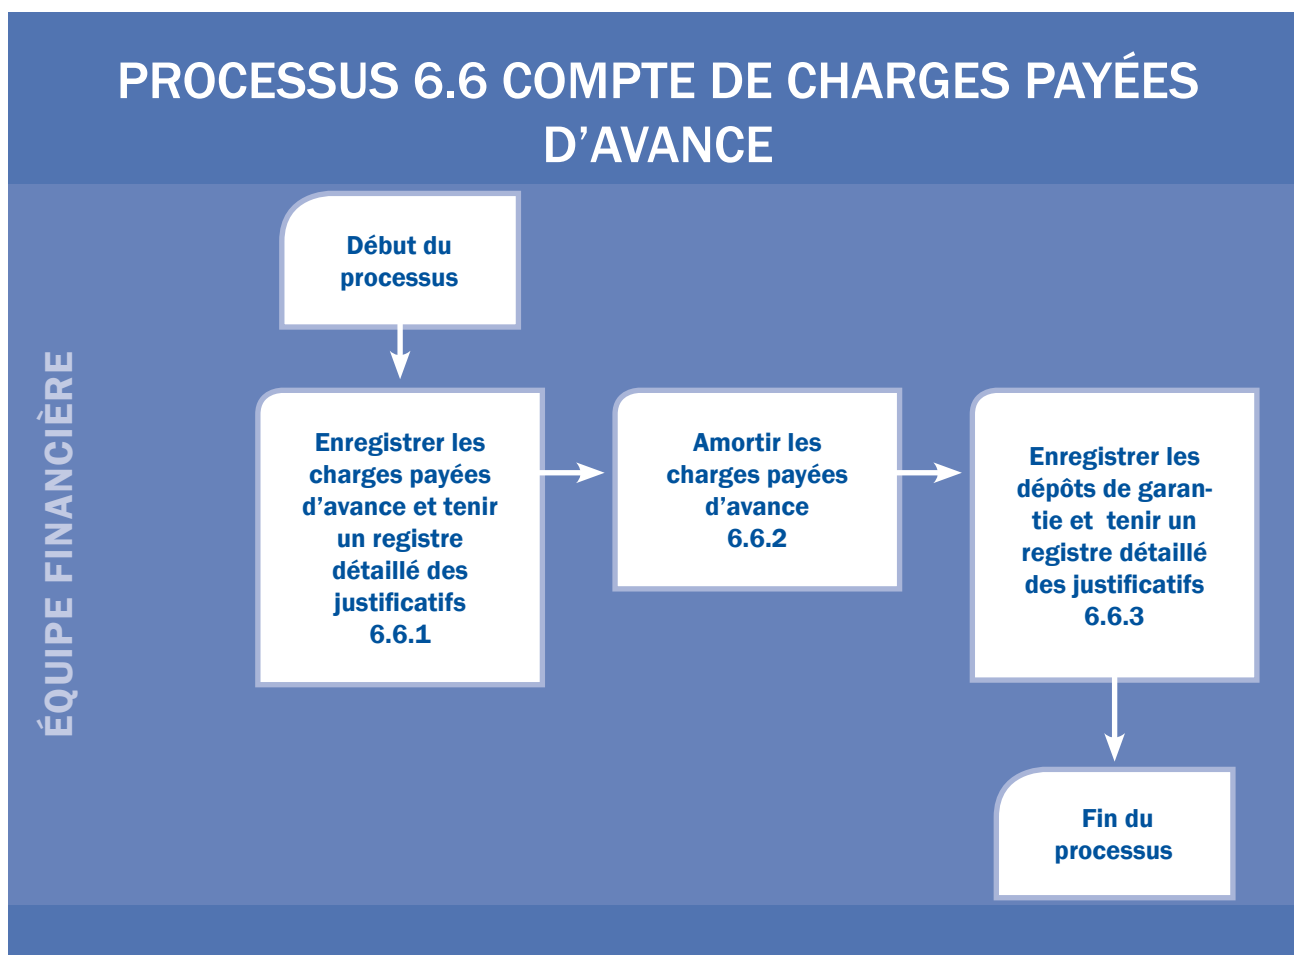 PROCESSUS 6.6 COMPTE DE CHARGES PAYÉES
D’AVANCE
ÉQUIPE FINANCIÈRE
Début du
processus
Enregistrer les
charges payées
d’avance et tenir
un registre
détaillé des
justificatifs
6.6.1
Amortir les
charges payées
d’avance
6.6.2
Enregistrer les
dépôts de garan-
tie et  tenir un
registre détaillé
des justificatifs
6.6.3
Fin du
processus